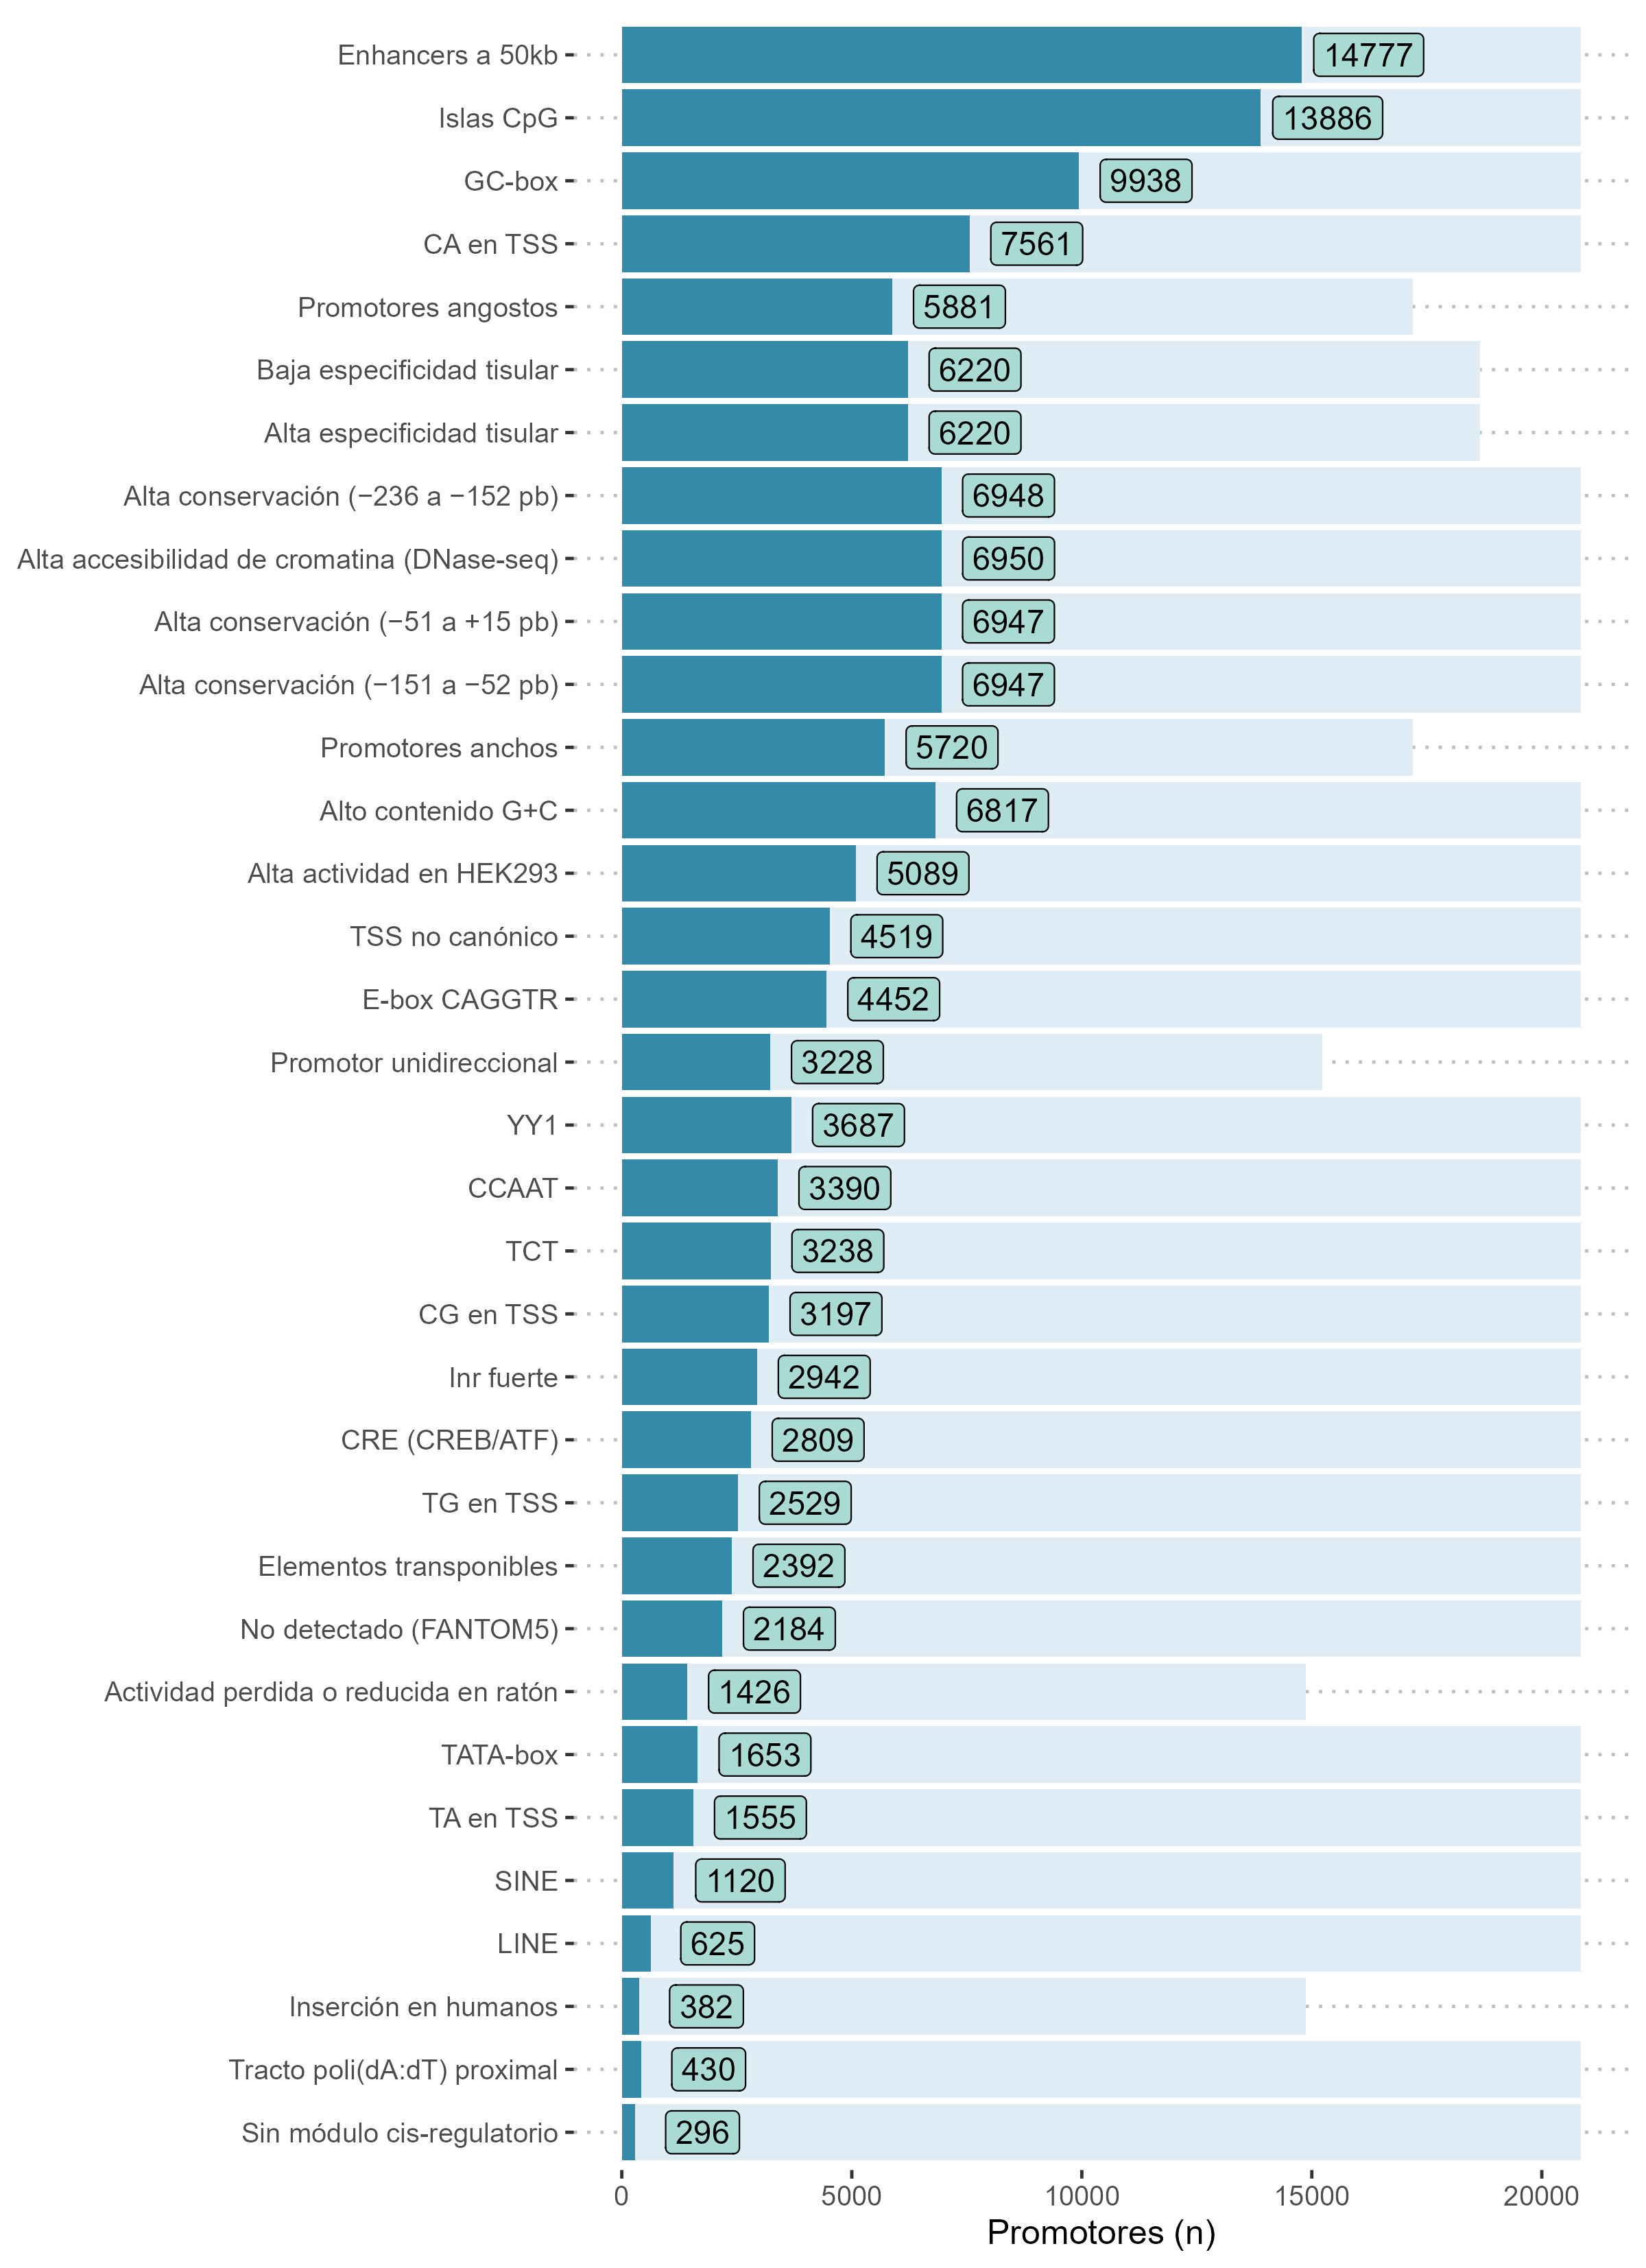 Enhancers a 50kb 14777
Islas CpG 13886
GC-box 9938
CA en TSS 7561
Promotores angostos 5881
Baja especificidad tisular 6220
Alta especificidad tisular 6220
Alta conservación (−236 a −152 pb) 6948
Alta accesibilidad de cromatina (DNase-seq) 6950
Alta conservación (−51 a +15 pb) 6947
Alta conservación (−151 a −52 pb) 6947
Promotores anchos 5720
Alto contenido G+C 6817
Alta actividad en HEK293 5089
TSS no canónico 4519
E-box CAGGTR 4452
Promotor unidireccional 3228
YY1 3687
CCAAT 3390
TCT 3238
CG en TSS 3197
Inr fuerte 2942
CRE (CREB/ATF) 2809
TG en TSS 2529
Elementos transponibles 2392
No detectado (FANTOM5) 2184
Actividad perdida o reducida en ratón 1426
TATA-box 1653
TA en TSS 1555
SINE 1120
LINE 625
Inserción en humanos 382
Tracto poli(dA:dT) proximal 430
Sin módulo cis-regulatorio 296
0 5000 10000 15000 20000
Promotores (n)